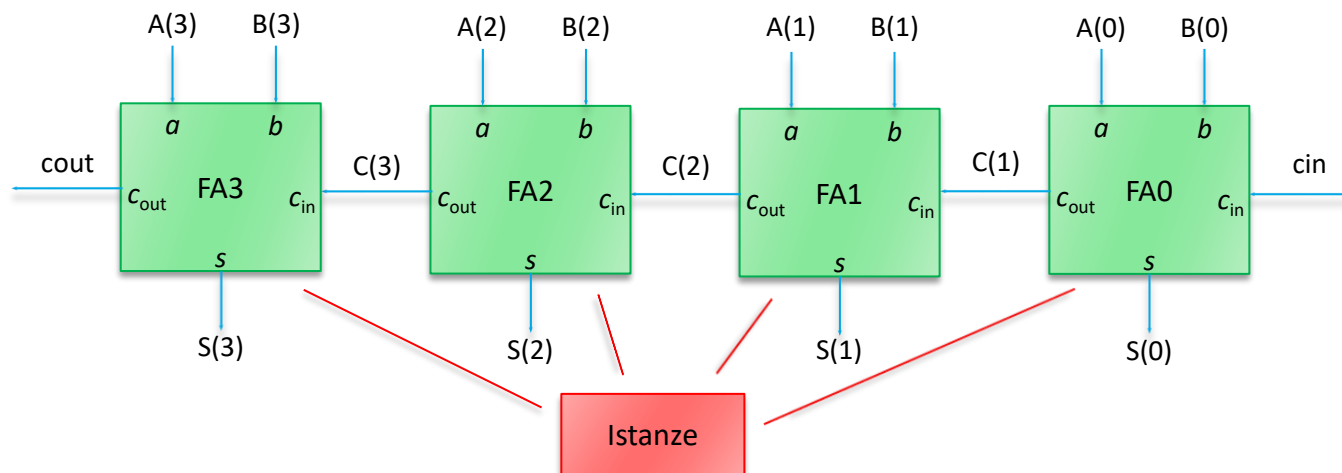 A(3) B(3) A(2) B(2) A(1) B(1) A(0) B(0)
a b a b a b a b
cout C(3) C(2) C(1) cin
cout FA3 cin cout FA2 cin cout FA1 cin cout FA0 cin
s s s s
S(3) S(2) S(1) S(0)
Istanze